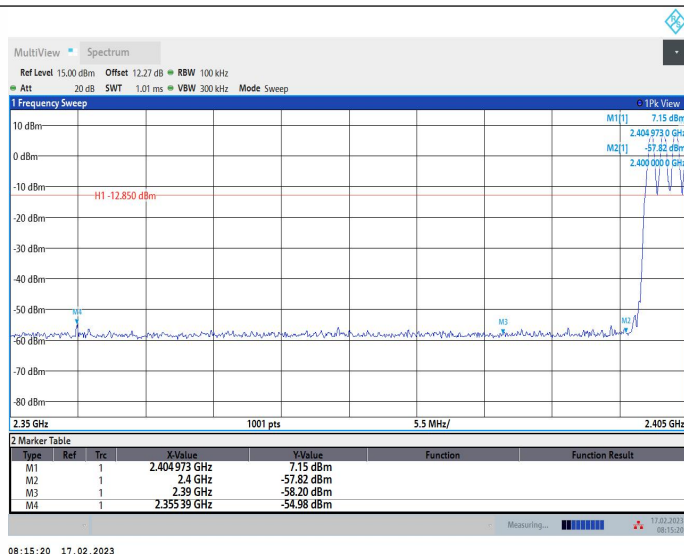 R S
MultiView Spectrum
Ref Level 15.00 dBm Offset 12.27 dB RBW 100 kHz
Att 20 dB SWT 1.01 ms VBW 300 kHz Mode Sweep
1 Frequency Sweep 1Pk View
M1[1] 7.15 dBm
2.404 973 0 GHz
M2[1] -57.82 dBm
2.400 000 0 GHz
10 dBm
0 dBm
-10 dBm
H1 -12.850 dBm
-20 dBm
-30 dBm
-40 dBm
-50 dBm
M4
M3
M2
-60 dBm
-70 dBm
-80 dBm
2.35 GHz 1001 pts 5.5 MHz/ 2.405 GHz
2 Marker Table
Type Ref Trc X-Value Y-Value Function Function Result
M1 1 2.404 973 GHz 7.15 dBm
M2 1 2.4 GHz -57.82 dBm
M3 1 2.39 GHz -58.20 dBm
M4 1 2.355 39 GHz -54.98 dBm
Measuring... 17.02.2023
08:15:20
08:15:20 17.02.2023